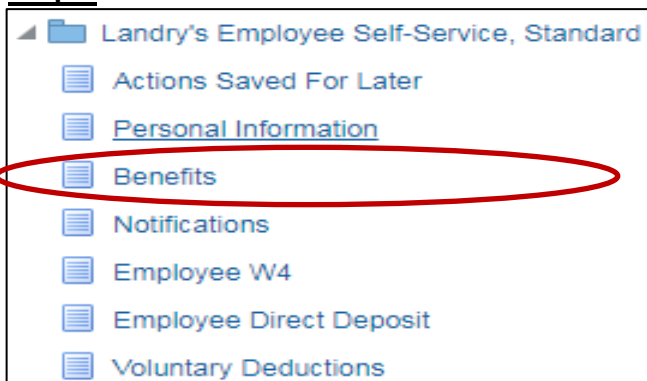 Landry's Employee Self-Service, Standard
Actions Saved For Later
Personal Information
Benefits
Notifications
Employee W4
Employee Direct Deposit
Voluntary Deductions